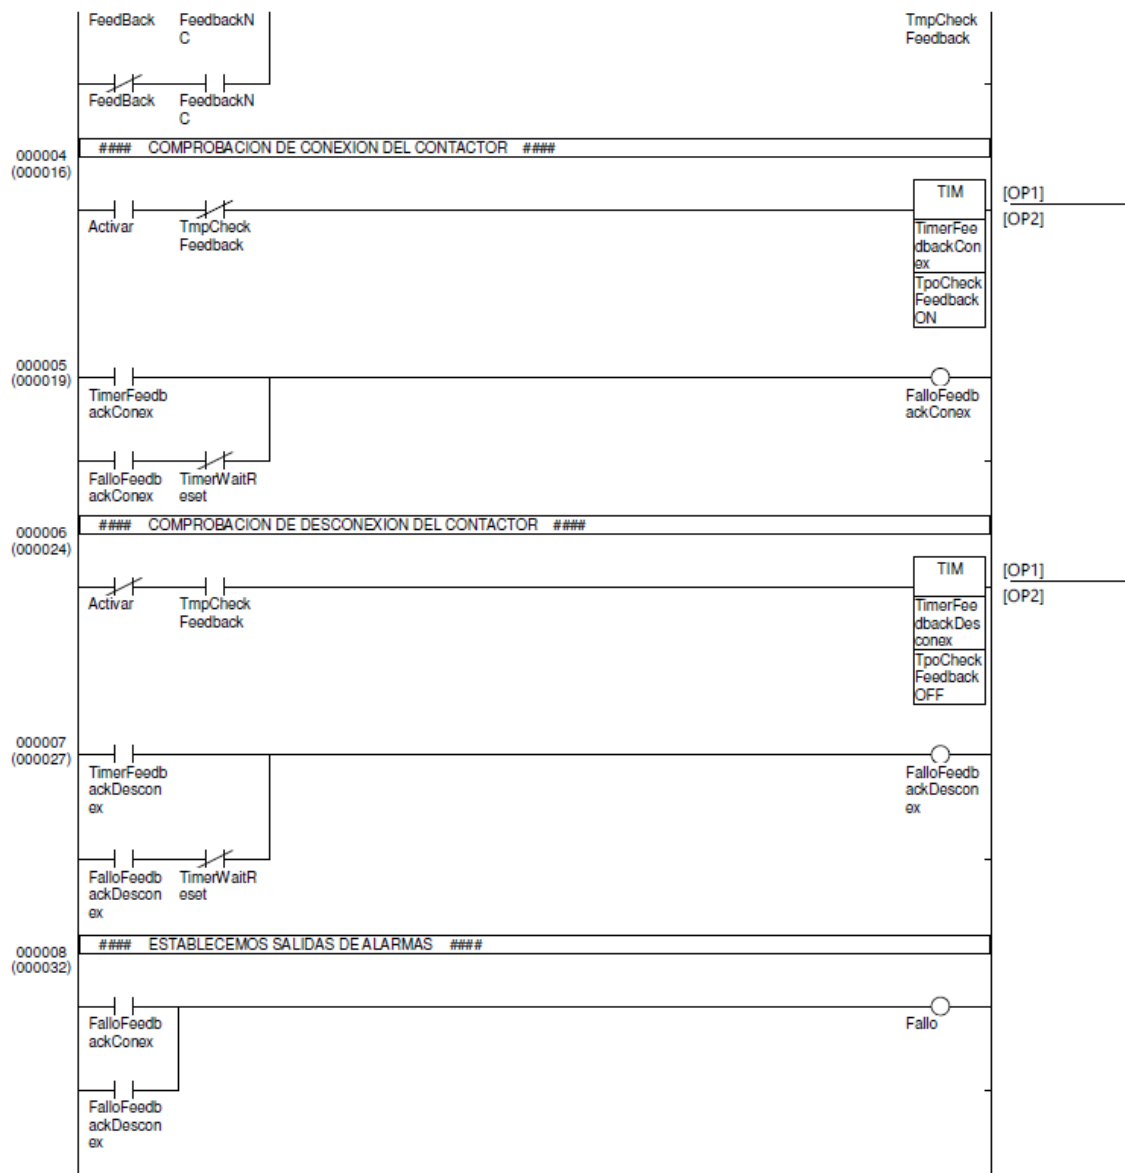 FeedBack FeedbackN TmpCheck
C Feedback
FeedBack FeedbackN
C
000004 #### COMPROBACION DE CONEXION DEL CONTACTOR ####
(000016)
TIM [OP1]
Activar TmpCheck TimerFee [OP2]
Feedback dbackCon
ex
TpoCheck
Feedback
ON
000005
(000019)
TimerFeedb FalloFeedb
ackConex ackConex
FalloFeedb TimerWaitR
ackConex eset
000006 #### COMPROBACION DE DESCONEXION DEL CONTACTOR ####
(000024)
TIM [OP1]
Activar TmpCheck TimerFee [OP2]
Feedback dbackDes
conex
TpoCheck
Feedback
OFF
000007
(000027)
TimerFeedb FalloFeedb
ackDescon ackDescon
ex ex
FalloFeedb TimerWaitR
ackDescon eset
ex
000008 #### ESTABLECEMOS SALIDAS DE ALARMAS ####
(000032)
FalloFeedb Fallo
ackConex
FalloFeedb
ackDescon
ex